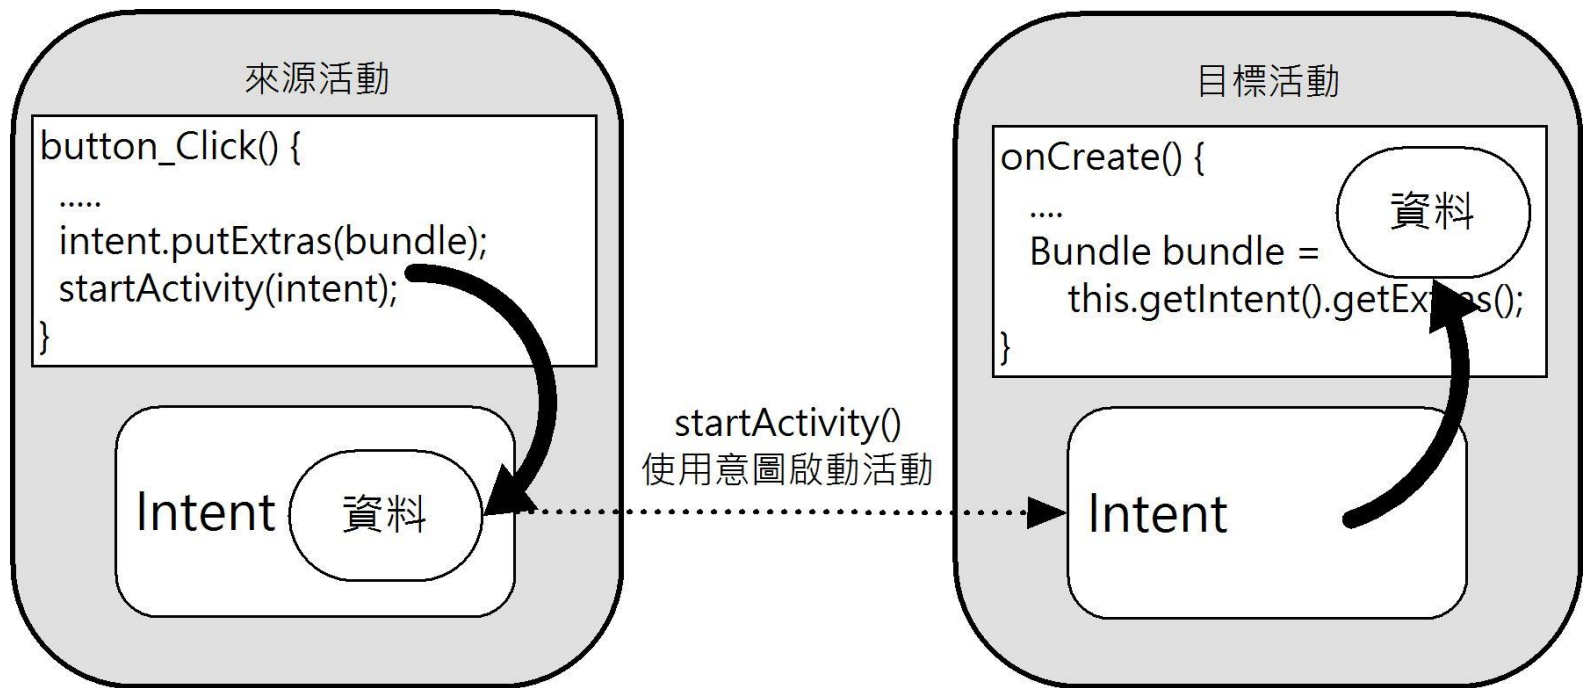 來源活動
button_Click() {
.....
intent.putExtras(bundle);
startActivity(intent);
}
Intent
資料
startActivity()
使用意圖啟動活動
目標活動
onCreate() {
....
Bundle bundle =
this.getIntent().getExtras();
}
資料
Intent